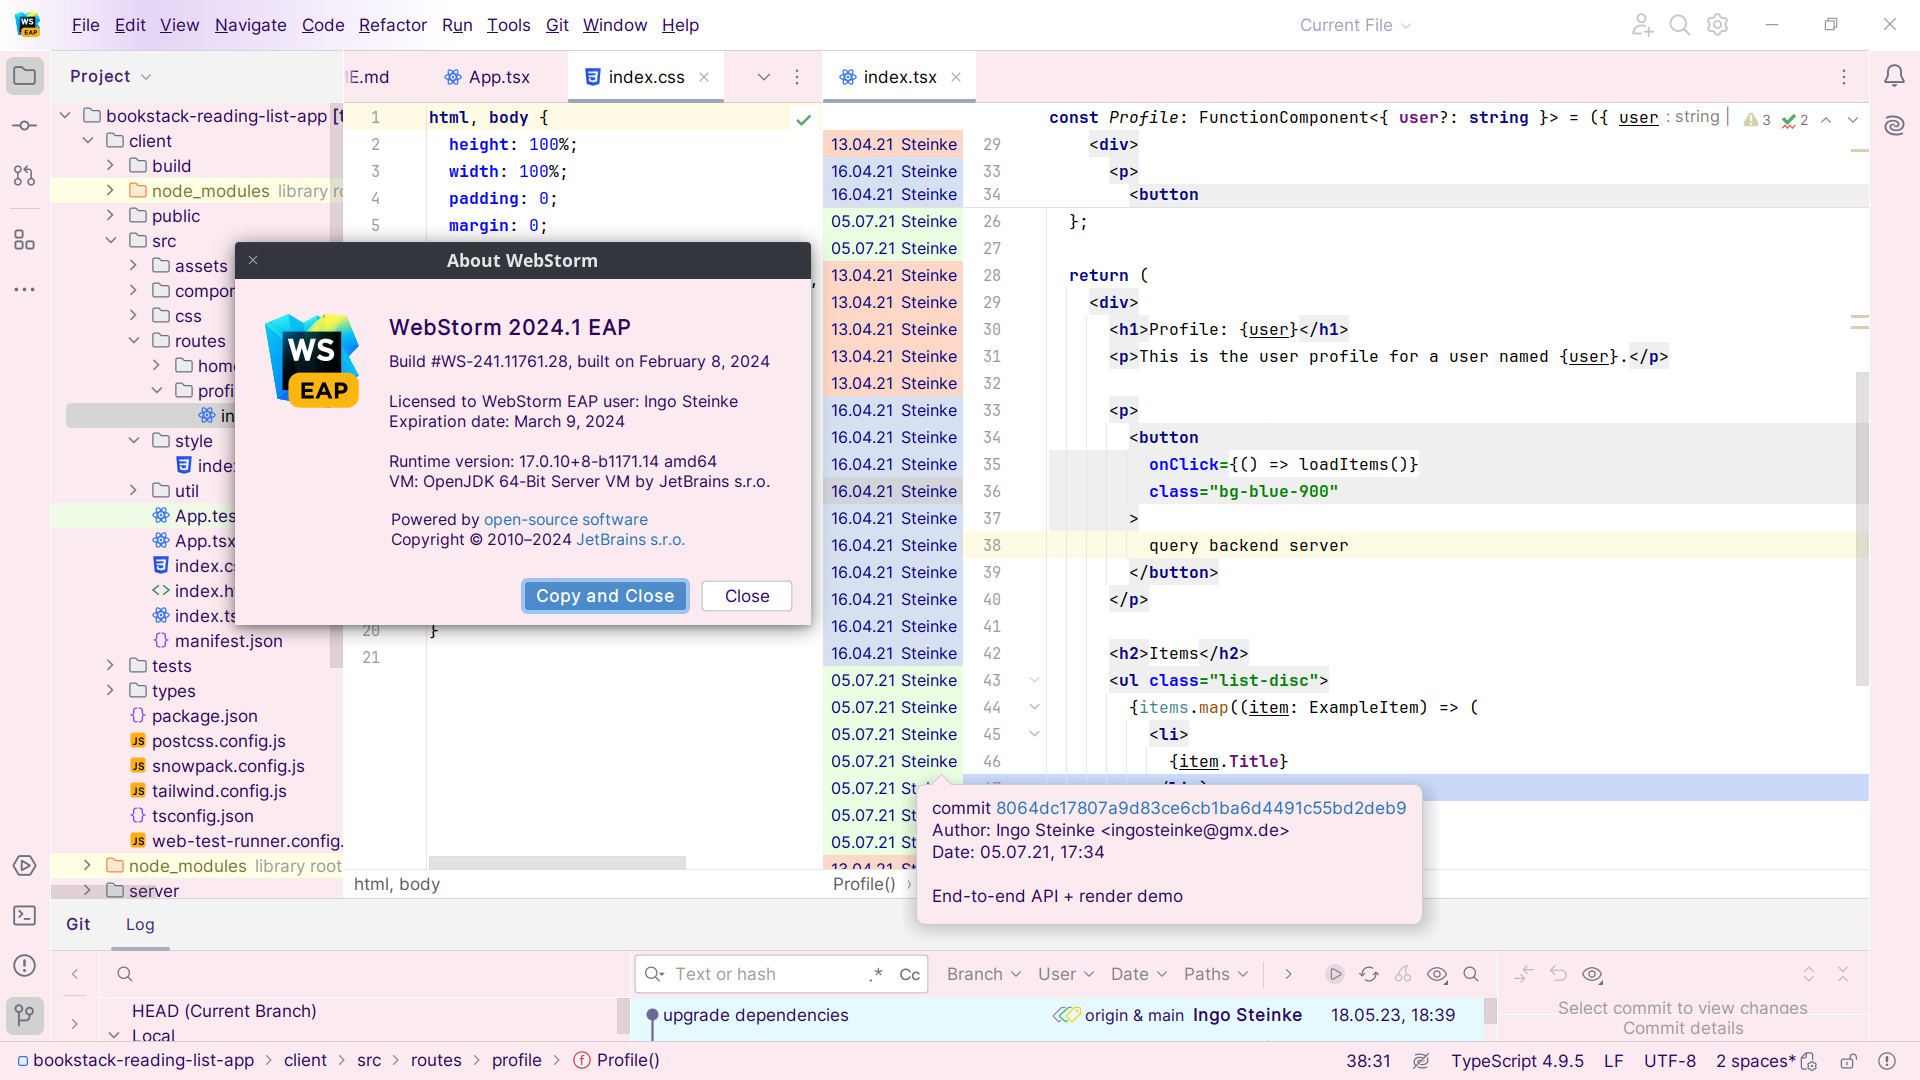 WS EAP File Edit View Navigate Code Refactor Run Tools Git Window Help Current File
Project
E.md App.tsx index.css index.tsx
bookstack-reading-list-app [t
client
build
node_modules library ro
public
src
assets
compor
css
routes
hom
profi
in
style
inde
util
App.tes
App.tsx
index.cs
index.h
index.ts
manifest.json
tests
types
package.json
postcss.config.js
snowpack.config.js
tailwind.config.js
tsconfig.json
web-test-runner.config.
node_modules library root
server
1 html, body {
2 height: 100%;
3 width: 100%;
4 padding: 0;
5 margin: 0;
20 }
21
html, body
About WebStorm
WS
EAP
WebStorm 2024.1 EAP
Build #WS-241.11761.28, built on February 8, 2024
Licensed to WebStorm EAP user: Ingo Steinke
Expiration date: March 9, 2024
Runtime version: 17.0.10+8-b1171.14 amd64
VM: OpenJDK 64-Bit Server VM by JetBrains s.r.o.
Powered by open-source software
Copyright © 2010–2024 JetBrains s.r.o.
Copy and Close Close
const Profile: FunctionComponent<{ user?: string }> = ({ user : string 3 2
13.04.21 Steinke 29 <div>
16.04.21 Steinke 33 <p>
16.04.21 Steinke 34 <button
05.07.21 Steinke 26 };
05.07.21 Steinke 27
13.04.21 Steinke 28 return (
13.04.21 Steinke 29 <div>
13.04.21 Steinke 30 <h1>Profile: {user}</h1>
13.04.21 Steinke 31 <p>This is the user profile for a user named {user}.</p>
13.04.21 Steinke 32
16.04.21 Steinke 33 <p>
16.04.21 Steinke 34 <button
16.04.21 Steinke 35 onClick={() => loadItems()}
16.04.21 Steinke 36 class="bg-blue-900"
16.04.21 Steinke 37 >
16.04.21 Steinke 38 query backend server
16.04.21 Steinke 39 </button>
16.04.21 Steinke 40 </p>
16.04.21 Steinke 41
16.04.21 Steinke 42 <h2>Items</h2>
05.07.21 Steinke 43 <ul class="list-disc">
05.07.21 Steinke 44 {items.map((item: ExampleItem) => (
05.07.21 Steinke 45 <li>
05.07.21 Steinke 46 {item.Title}
05.07.21
05.07.21 St
05.07.21 St
13.04.21 St
Profile()
commit 8064dc17807a9d83ce6cb1ba6d4491c55bd2deb9
Author: Ingo Steinke <ingosteinke@gmx.de>
Date: 05.07.21, 17:34
End-to-end API + render demo
Git Log
Text or hash .* Cc Branch User Date Paths
HEAD (Current Branch)
Local
upgrade dependencies origin & main Ingo Steinke 18.05.23, 18:39
Select commit to view changes
Commit details
bookstack-reading-list-app > client > src > routes > profile > Profile() 38:31 TypeScript 4.9.5 LF UTF-8 2 spaces*